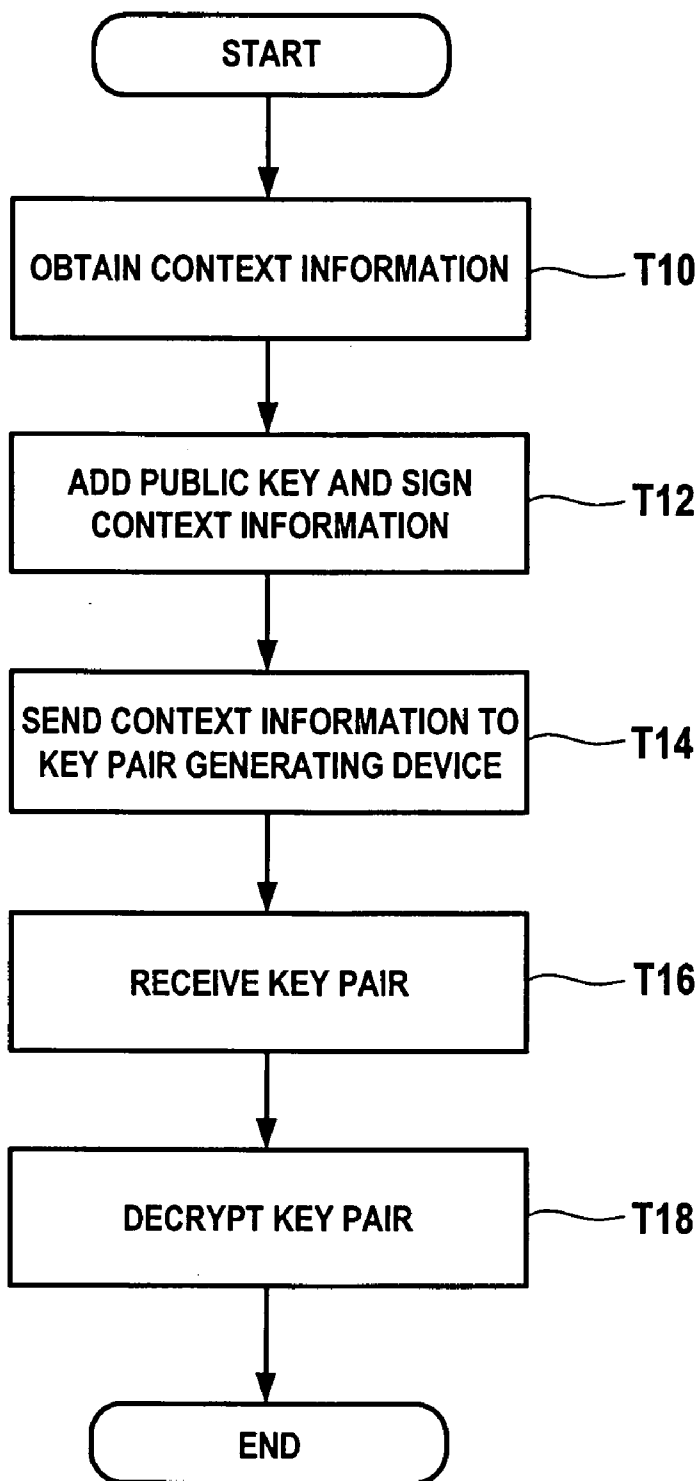 START
OBTAIN CONTEXT INFORMATION
T10
ADD PUBLIC KEY AND SIGN
CONTEXT INFORMATION
T12
SEND CONTEXT INFORMATION TO
KEY PAIR GENERATING DEVICE
T14
RECEIVE KEY PAIR
T16
DECRYPT KEY PAIR
T18
END